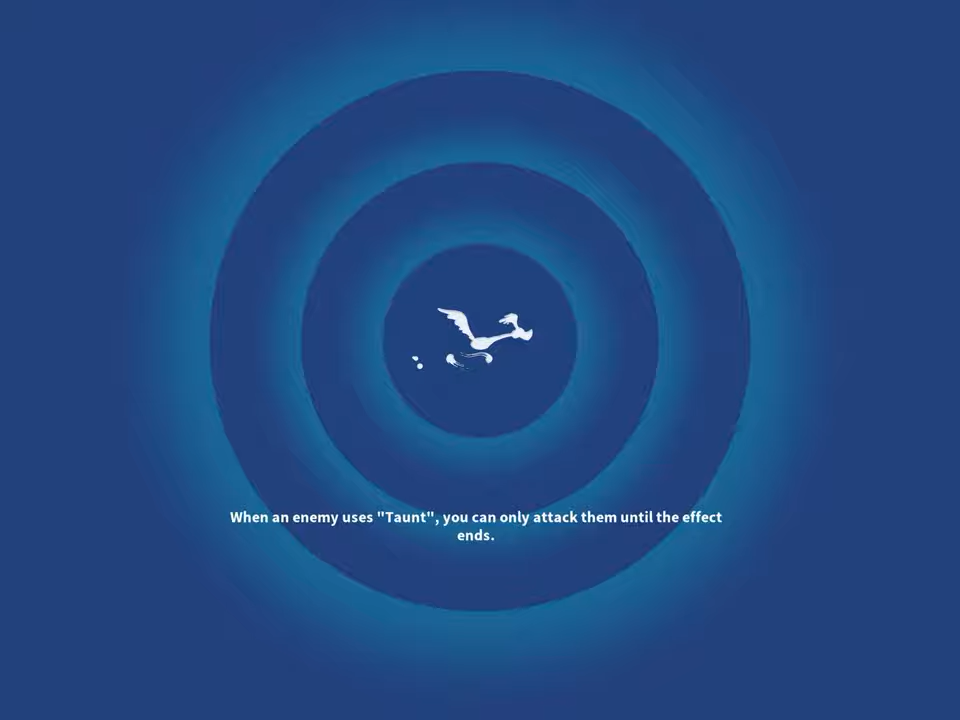 When an enemy uses "Taunt", you can only attack them until the effect
ends.